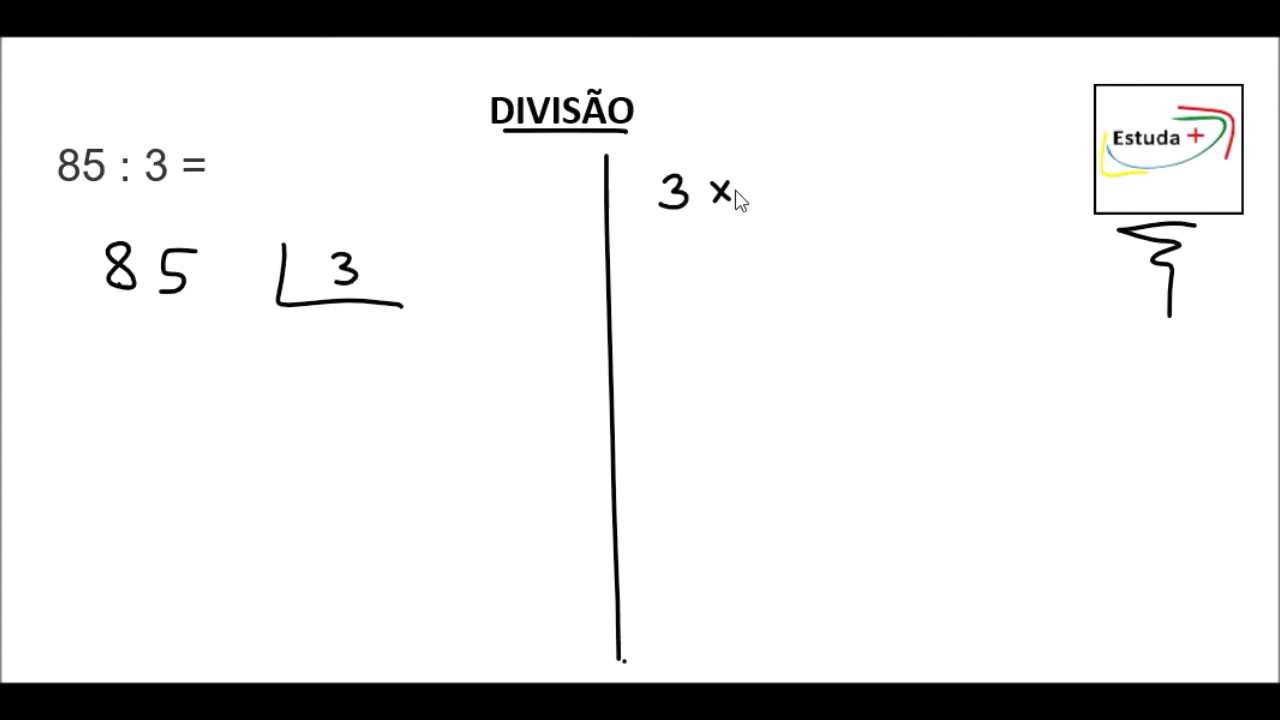 DIVISÃO
85 : 3 =
85 3
3 ×
Estuda +